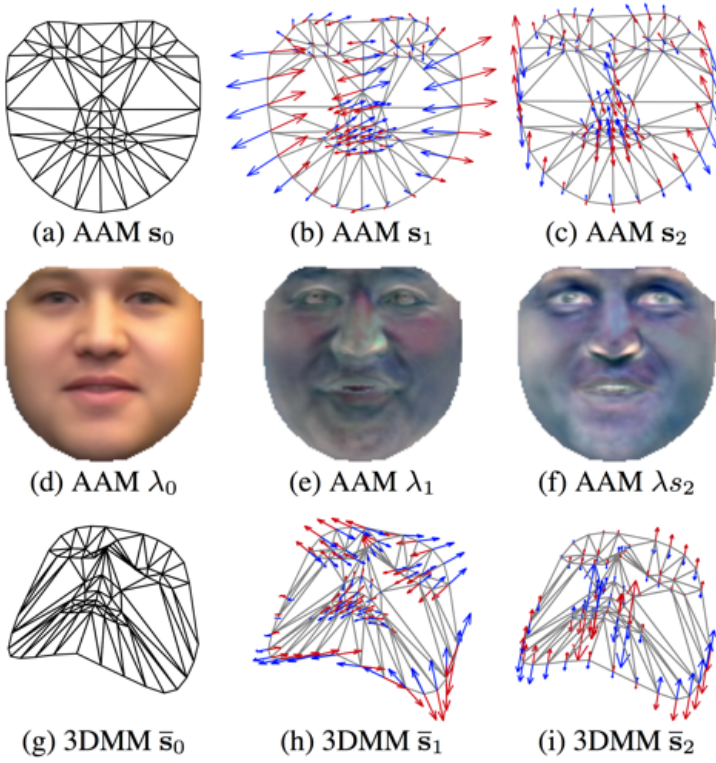 (a) AAM s₀
(b) AAM s₁
(c) AAM s₂
(d) AAM λ₀
(e) AAM λ₁
(f) AAM λs₂
(g) 3DMM s̄₀
(h) 3DMM s̄₁
(i) 3DMM s̄₂